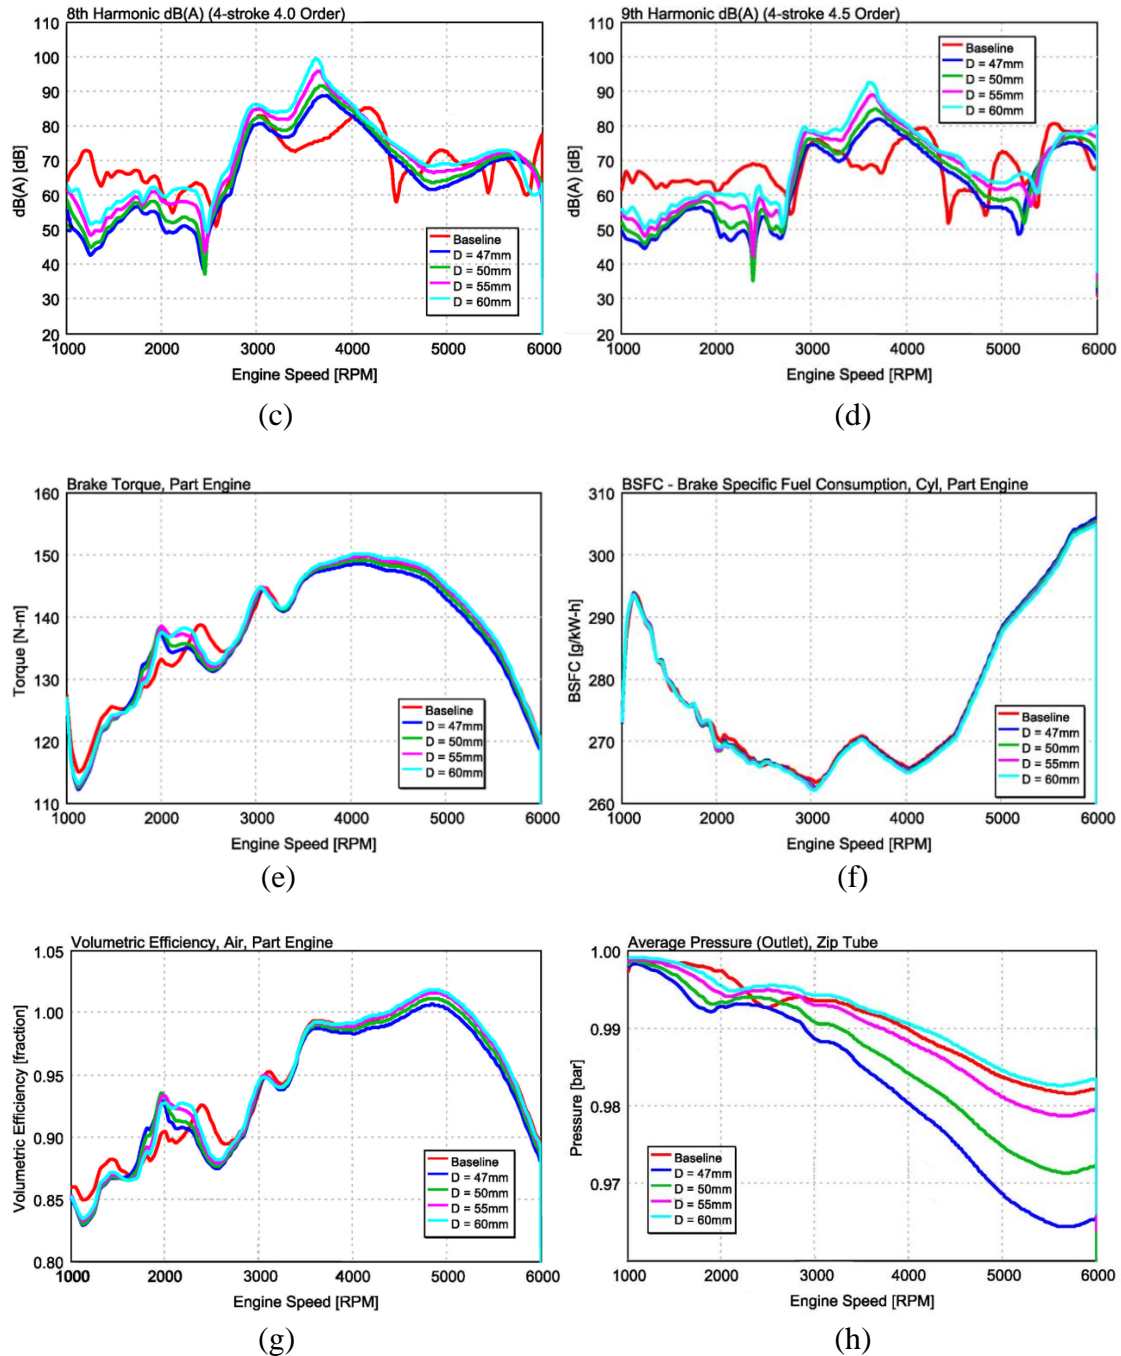 8th Harmonic dB(A) (4-stroke 4.0 Order)
110
100
90
80
70
60
50
40
30
20
dB(A) [dB]
Baseline
D = 47mm
D = 50mm
D = 55mm
D = 60mm
1000 2000 3000 4000 5000 6000
Engine Speed [RPM]
(c)
9th Harmonic dB(A) (4-stroke 4.5 Order)
110
100
90
80
70
60
50
40
30
20
dB(A) [dB]
Baseline
D = 47mm
D = 50mm
D = 55mm
D = 60mm
1000 2000 3000 4000 5000 6000
Engine Speed [RPM]
(d)
Brake Torque, Part Engine
160
150
140
130
120
110
Torque [N-m]
Baseline
D = 47mm
D = 50mm
D = 55mm
D = 60mm
1000 2000 3000 4000 5000 6000
Engine Speed [RPM]
(e)
BSFC - Brake Specific Fuel Consumption, Cyl, Part Engine
310
300
290
280
270
260
BSFC [g/kW-h]
Baseline
D = 47mm
D = 50mm
D = 55mm
D = 60mm
1000 2000 3000 4000 5000 6000
Engine Speed [RPM]
(f)
Volumetric Efficiency, Air, Part Engine
1.05
1.00
0.95
0.90
0.85
0.80
Volumetric Efficiency [fraction]
Baseline
D = 47mm
D = 50mm
D = 55mm
D = 60mm
1000 2000 3000 4000 5000 6000
Engine Speed [RPM]
(g)
Average Pressure (Outlet), Zip Tube
1.00
0.99
0.98
0.97
Pressure [bar]
Baseline
D = 47mm
D = 50mm
D = 55mm
D = 60mm
1000 2000 3000 4000 5000 6000
Engine Speed [RPM]
(h)